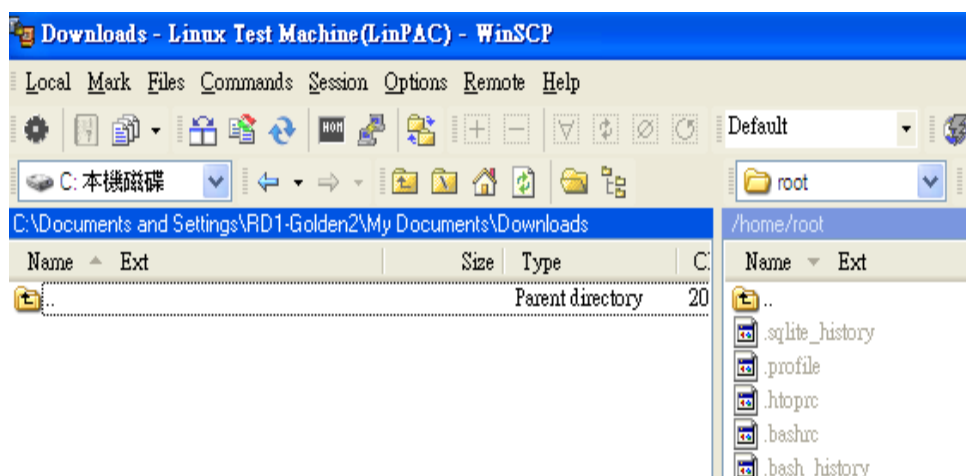 Downloads - Linux Test Machine(LinPAC) - WinSCP
Local Mark Files Commands Session Options Remote Help
Default
C: 本機磁碟
root
C:\Documents and Settings\RD1-Golden2\My Documents\Downloads
/home/root
Name Ext Size Type C
Name Ext
.. Parent directory 20
..
.sqlite_history
.profile
.htoprc
.bashrc
.bash_history